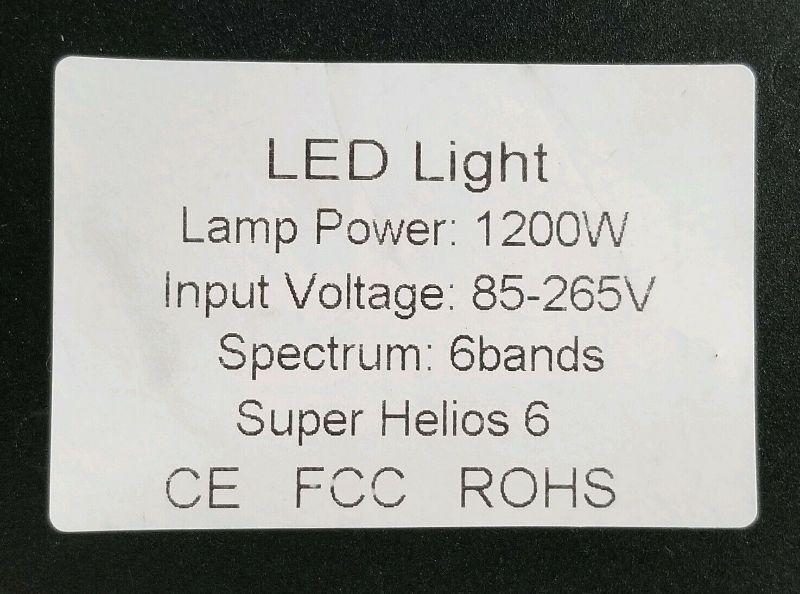 LED Light
Lamp Power: 1200W
Input Voltage: 85-265V
Spectrum: 6bands
Super Helios 6
CE FCC ROHS